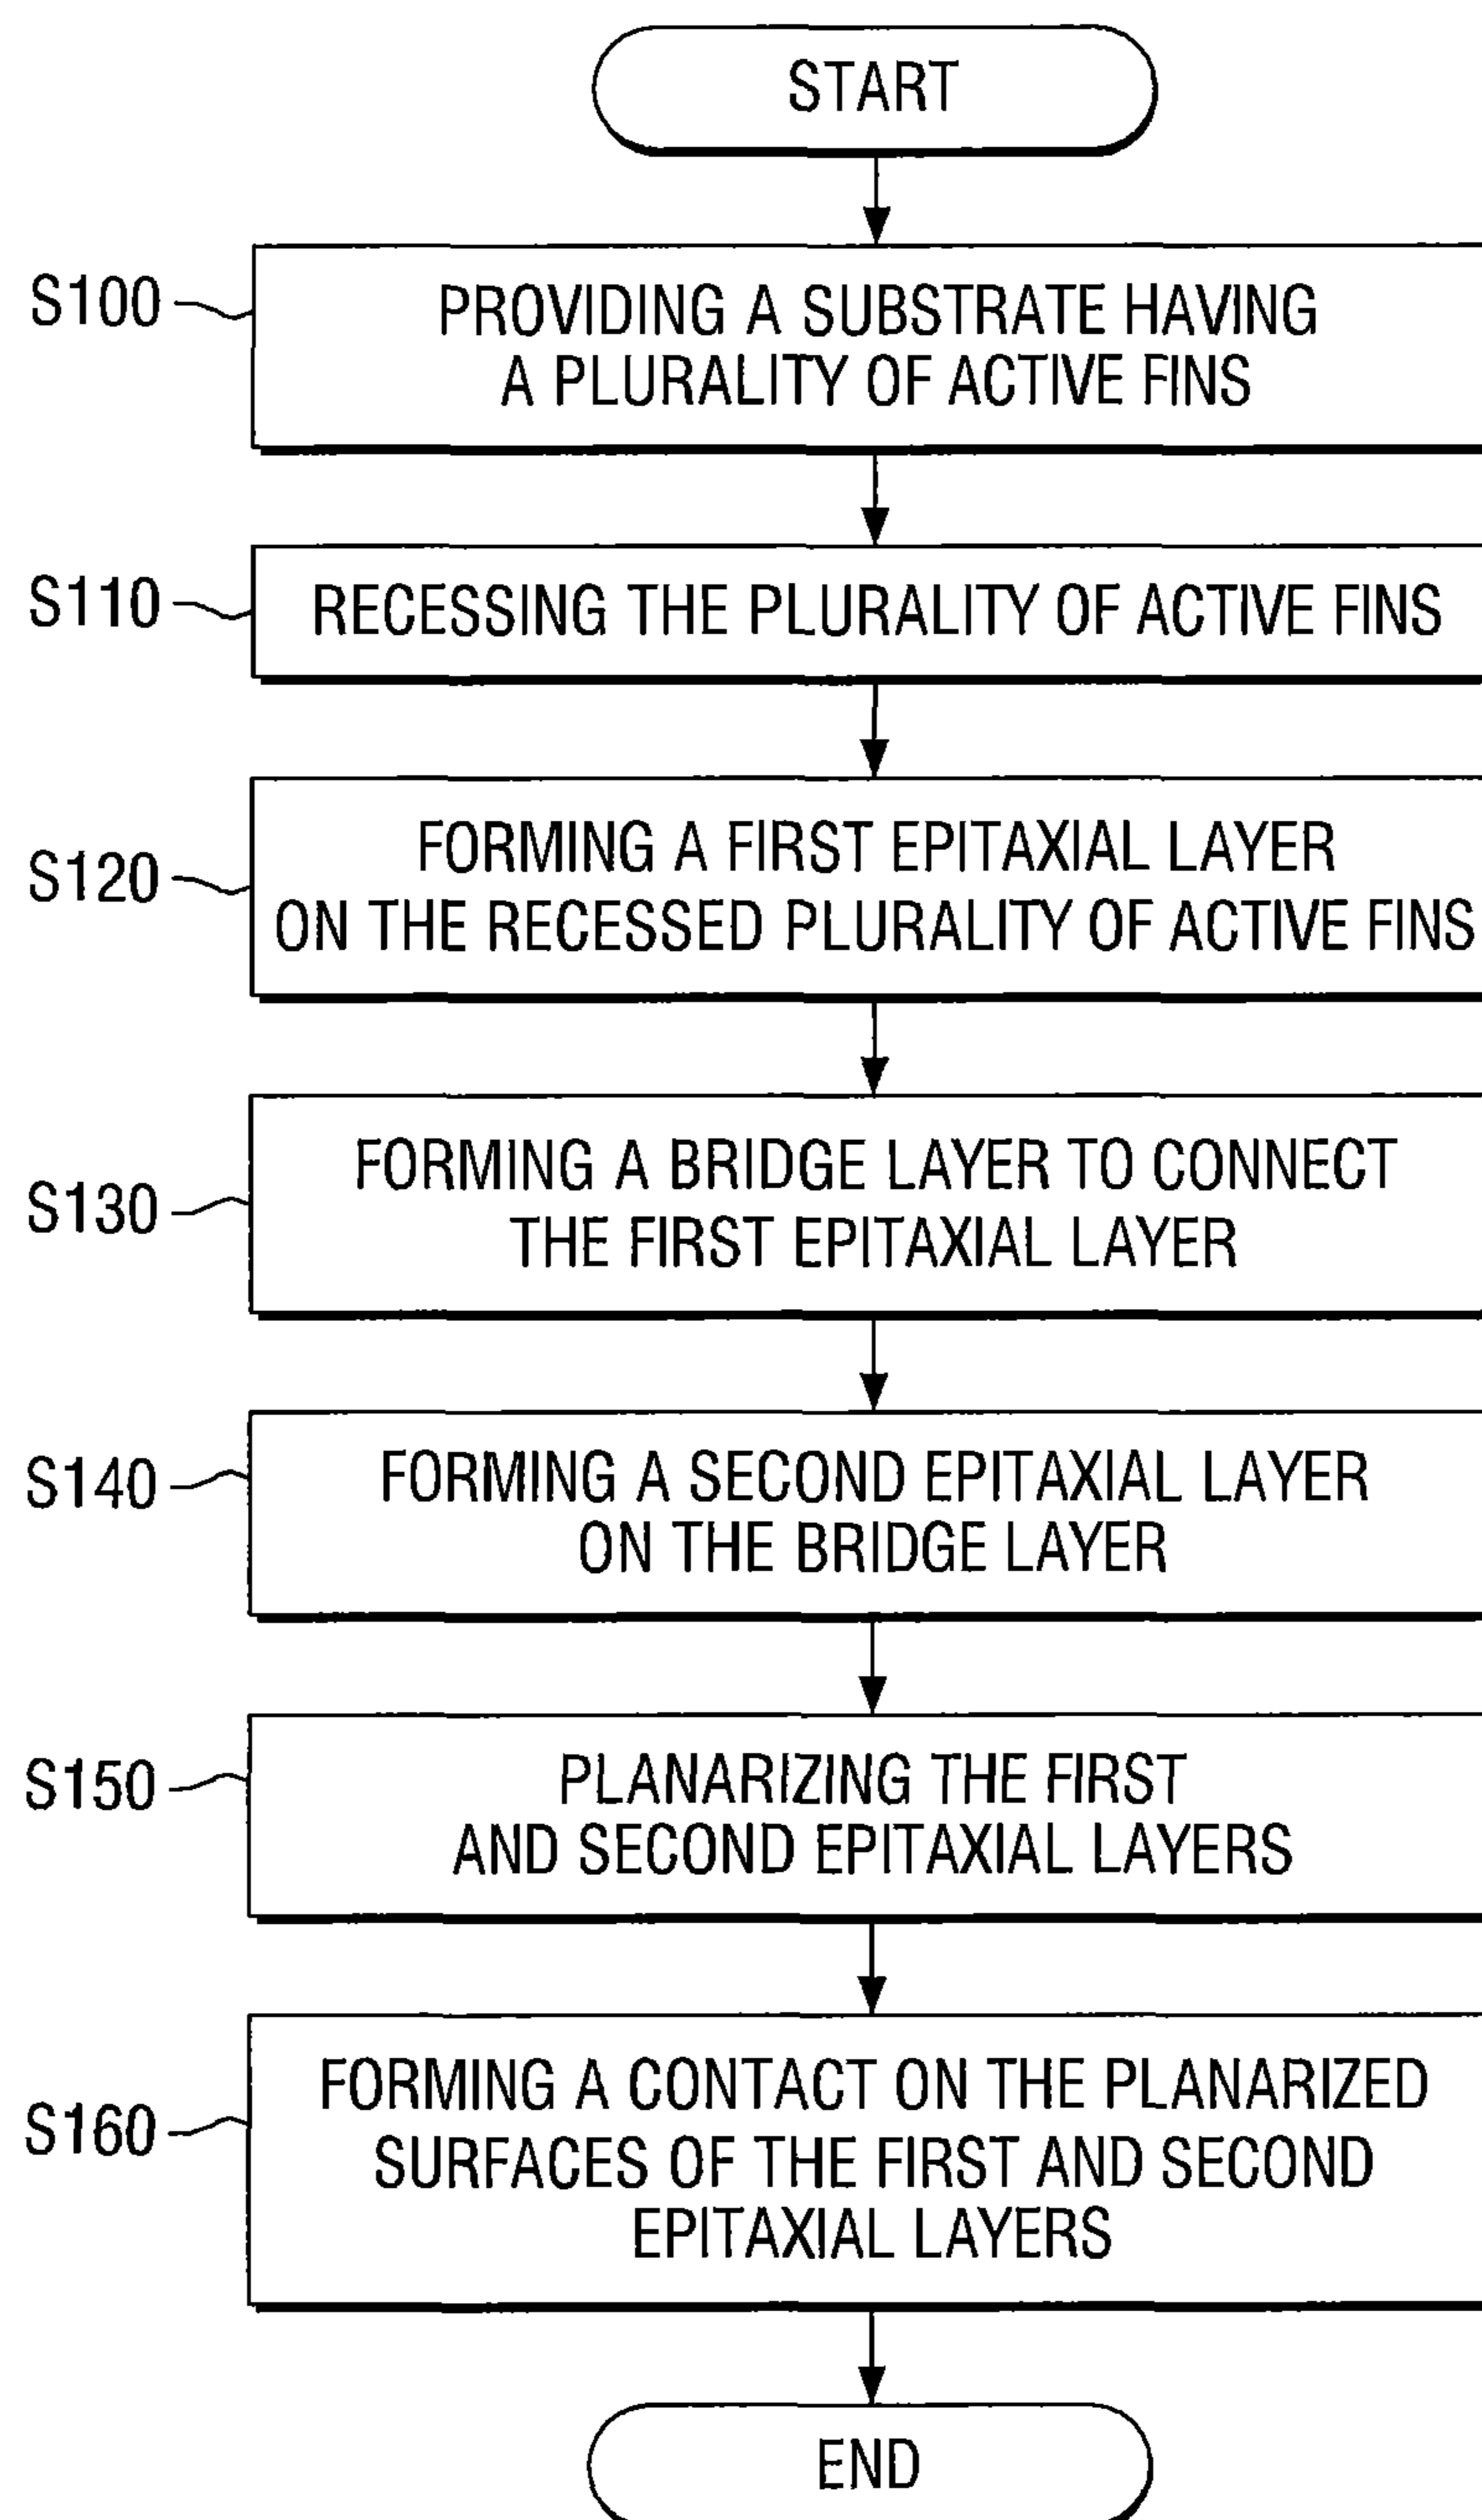 START
S100
PROVIDING A SUBSTRATE HAVING
A PLURALITY OF ACTIVE FINS
S110
RECESSING THE PLURALITY OF ACTIVE FINS
S120
FORMING A FIRST EPITAXIAL LAYER
ON THE RECESSED PLURALITY OF ACTIVE FINS
S130
FORMING A BRIDGE LAYER TO CONNECT
THE FIRST EPITAXIAL LAYER
S140
FORMING A SECOND EPITAXIAL LAYER
ON THE BRIDGE LAYER
S150
PLANARIZING THE FIRST
AND SECOND EPITAXIAL LAYERS
S160
FORMING A CONTACT ON THE PLANARIZED
SURFACES OF THE FIRST AND SECOND
EPITAXIAL LAYERS
END